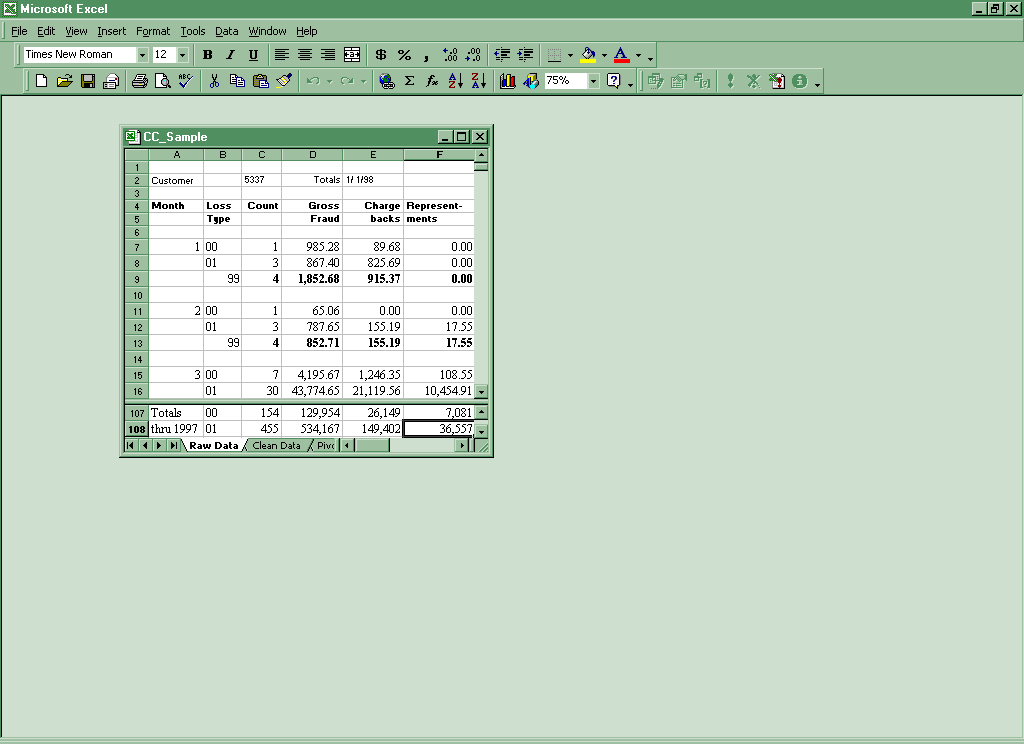 Microsoft Excel
File Edit View Insert Format Tools Data Window Help
Times New Roman 12 B I U $ % , .00 .00 A
ABC Σ fx A Z Z A 75% ?
CC_Sample
A B C D E F
1
2 Customer 5337 Totals 1/ 1/98
3
4 Month Loss Count Gross Charge Represent-
5 Type Fraud backs ments
6
7 1 00 1 985.28 89.68 0.00
8 01 3 867.40 825.69 0.00
9 99 4 1,852.68 915.37 0.00
10
11 2 00 1 65.06 0.00 0.00
12 01 3 787.65 155.19 17.55
13 99 4 852.71 155.19 17.55
14
15 3 00 7 4,195.67 1,246.35 108.55
16 01 30 43,774.65 21,119.56 10,454.91
107 Totals 00 154 129,954 26,149 7,081
108 thru 1997 01 455 534,167 149,402 36,557
Raw Data Clean Data Piv